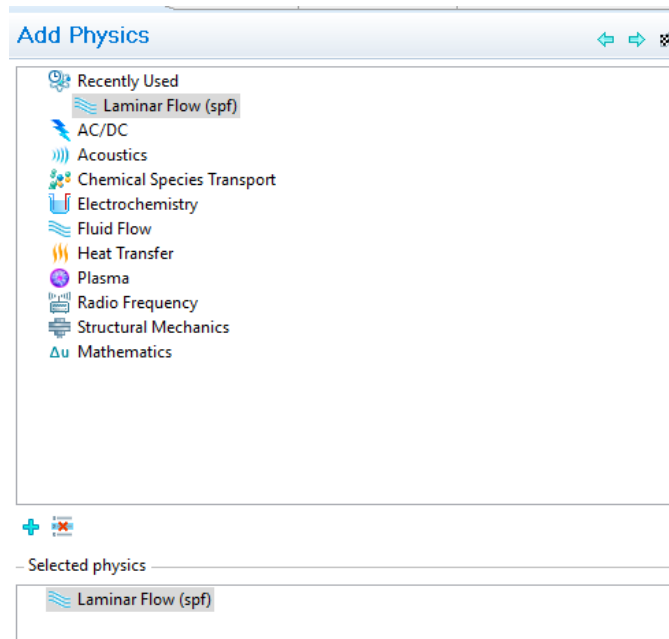 Add Physics
Recently Used
Laminar Flow (spf)
AC/DC
Acoustics
Chemical Species Transport
Electrochemistry
Fluid Flow
Heat Transfer
Plasma
Radio Frequency
Structural Mechanics
Δu Mathematics
Selected physics
Laminar Flow (spf)